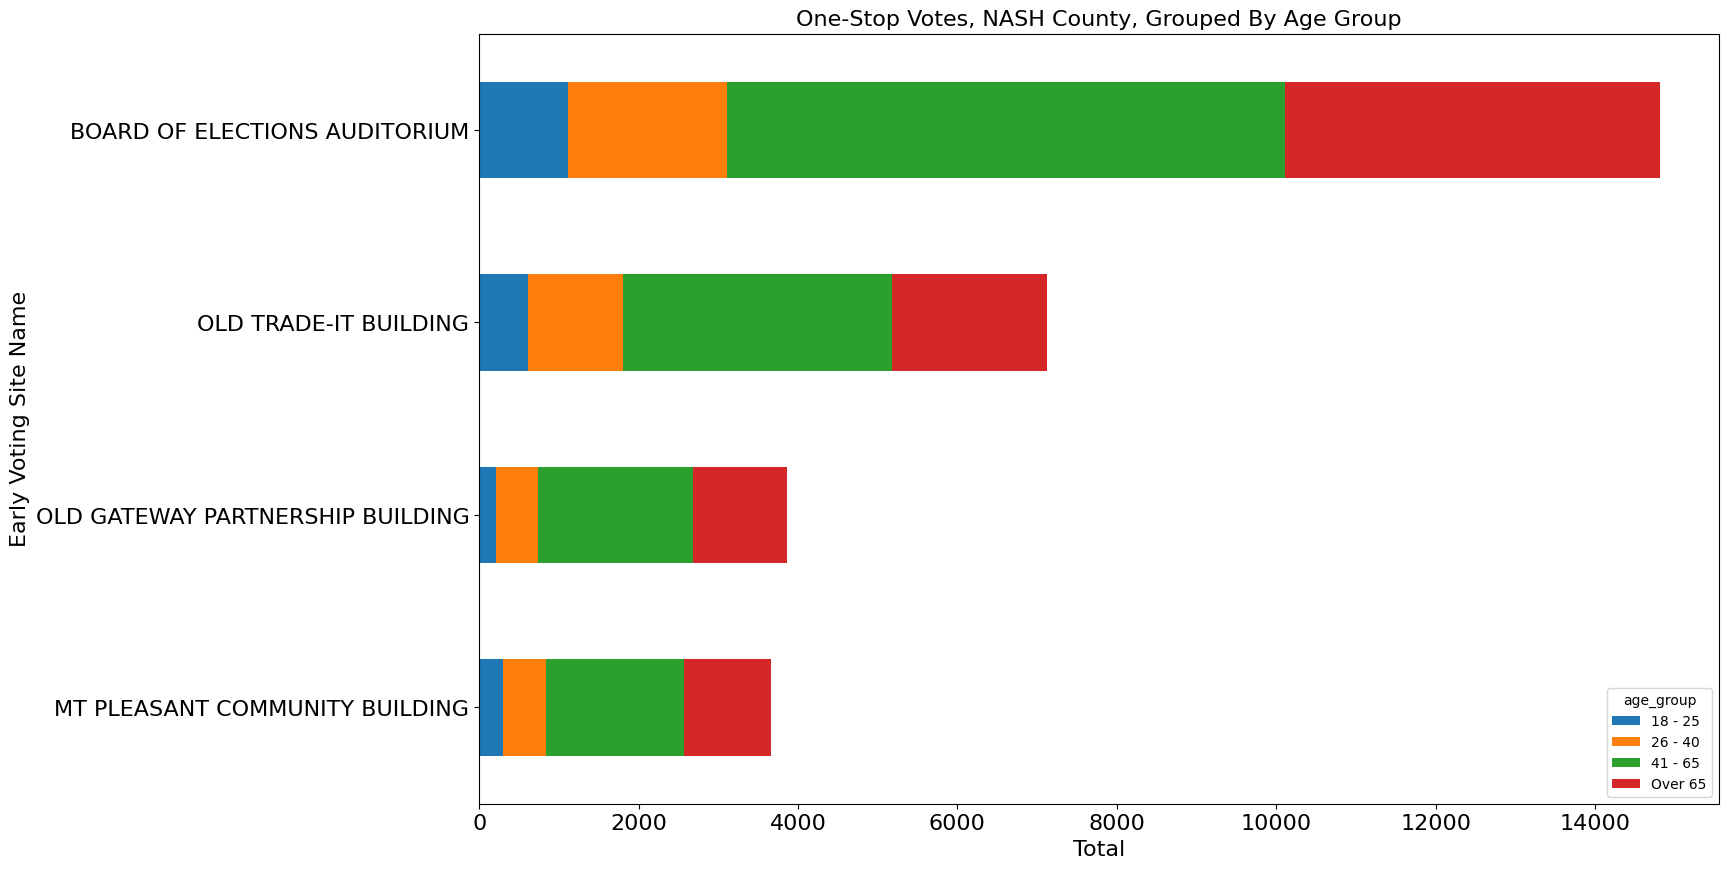 One-Stop Votes, NASH County, Grouped By Age Group
Early Voting Site Name
BOARD OF ELECTIONS AUDITORIUM
OLD TRADE-IT BUILDING
OLD GATEWAY PARTNERSHIP BUILDING
MT PLEASANT COMMUNITY BUILDING
age_group
18 - 25
26 - 40
41 - 65
Over 65
0 2000 4000 6000 8000 10000 12000 14000
Total